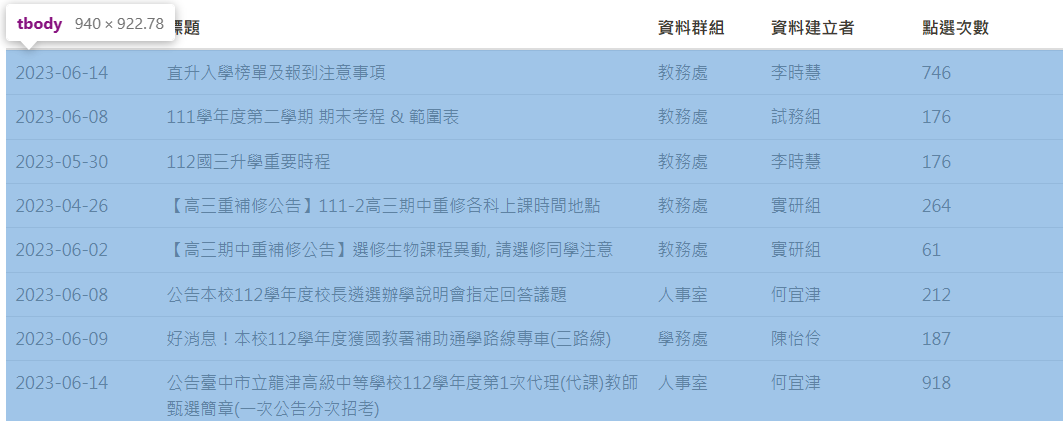 tbody 940 × 922.78
標題 資料群組 資料建立者 點選次數
2023-06-14 直升入學榜單及報到注意事項 教務處 李時慧 746
2023-06-08 111學年度第二學期 期末考程 & 範圍表 教務處 試務組 176
2023-05-30 112國三升學重要時程 教務處 李時慧 176
2023-04-26 【高三重補修公告】111-2高三期中重修各科上課時間地點 教務處 實研組 264
2023-06-02 【高三期中重補修公告】選修生物課程異動, 請選修同學注意 教務處 實研組 61
2023-06-08 公告本校112學年度校長遴選辦學說明會指定回答議題 人事室 何宜津 212
2023-06-09 好消息！本校112學年度獲國教署補助通學路線專車(三路線) 學務處 陳怡伶 187
2023-06-14 公告臺中市立龍津高級中等學校112學年度第1次代理(代課)教師 人事室 何宜津 918
甄選簡章(一次公告分次招考)